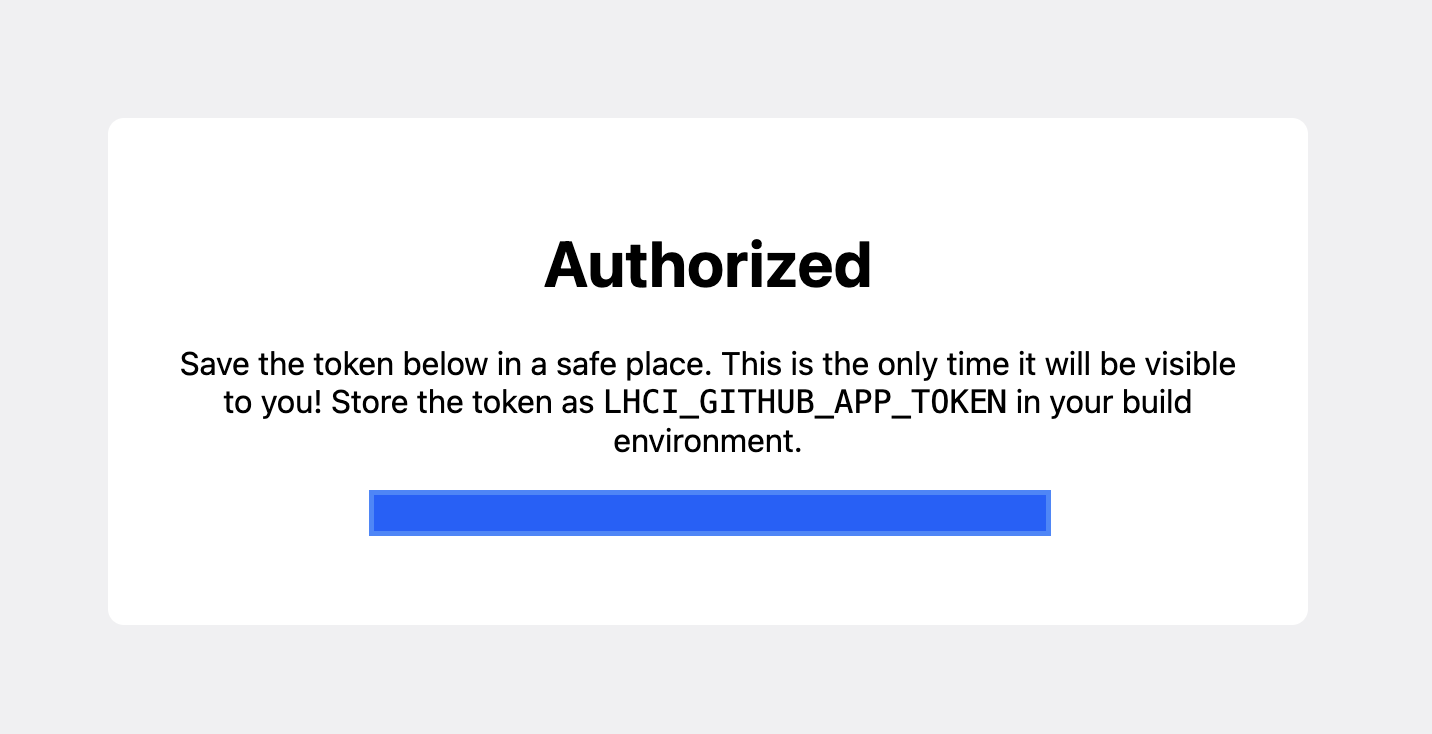 Authorized
Save the token below in a safe place. This is the only time it will be visible
to you! Store the token as LHCI_GITHUB_APP_TOKEN in your build
environment.